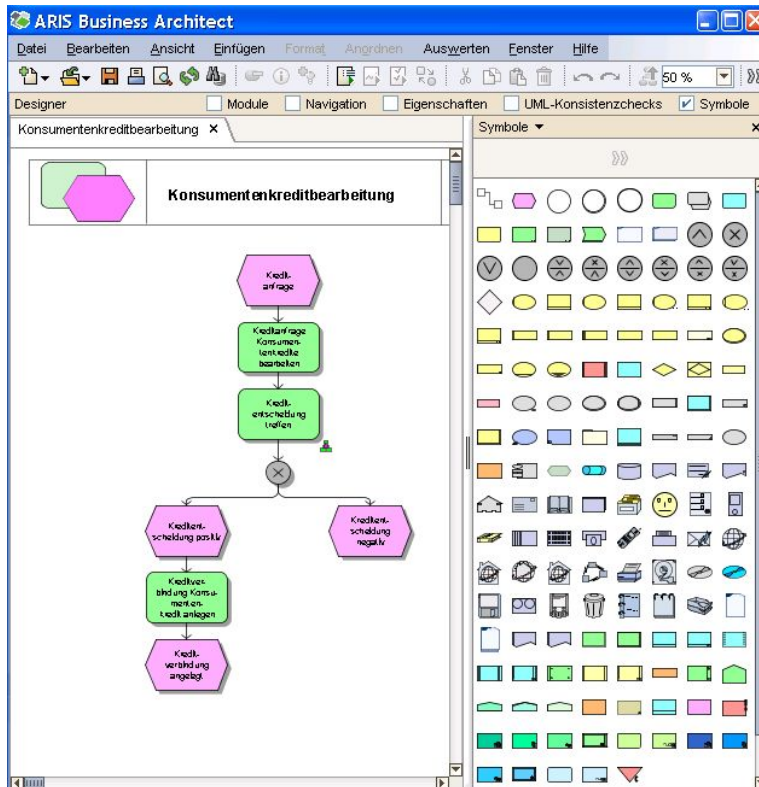 ARIS Business Architect
Datei Bearbeiten Ansicht Einfügen Format Anordnen Auswerten Fenster Hilfe
50 %
Designer Module Navigation Eigenschaften UML-Konsistenzchecks Symbole
Konsumentenkreditbearbeitung
Symbole
Konsumentenkreditbearbeitung
Kredit-
anfrage
Kreditanfrage
Konsumen-
tenkredite
bearbeiten
Kredit-
entscheidung
treffen
Kreditent-
scheidung positiv
Kreditent-
scheidung
negativ
Kreditver-
bindung Konsu-
menten-
kredit anlegen
Kredit-
verbindung
angelegt